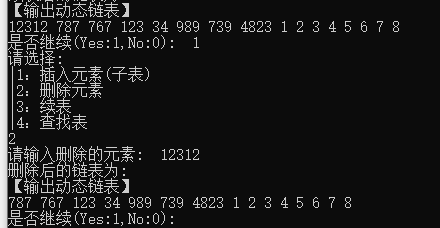 【输出动态链表】
12312 787 767 123 34 989 739 4823 1 2 3 4 5 6 7 8
是否继续(Yes:1,No:0): 1
请选择:
1: 插入元素(子表)
2: 删除元素
3: 续表
4: 查找表
2
请输入删除的元素: 12312
删除后的链表为:
【输出动态链表】
787 767 123 34 989 739 4823 1 2 3 4 5 6 7 8
是否继续(Yes:1,No:0):